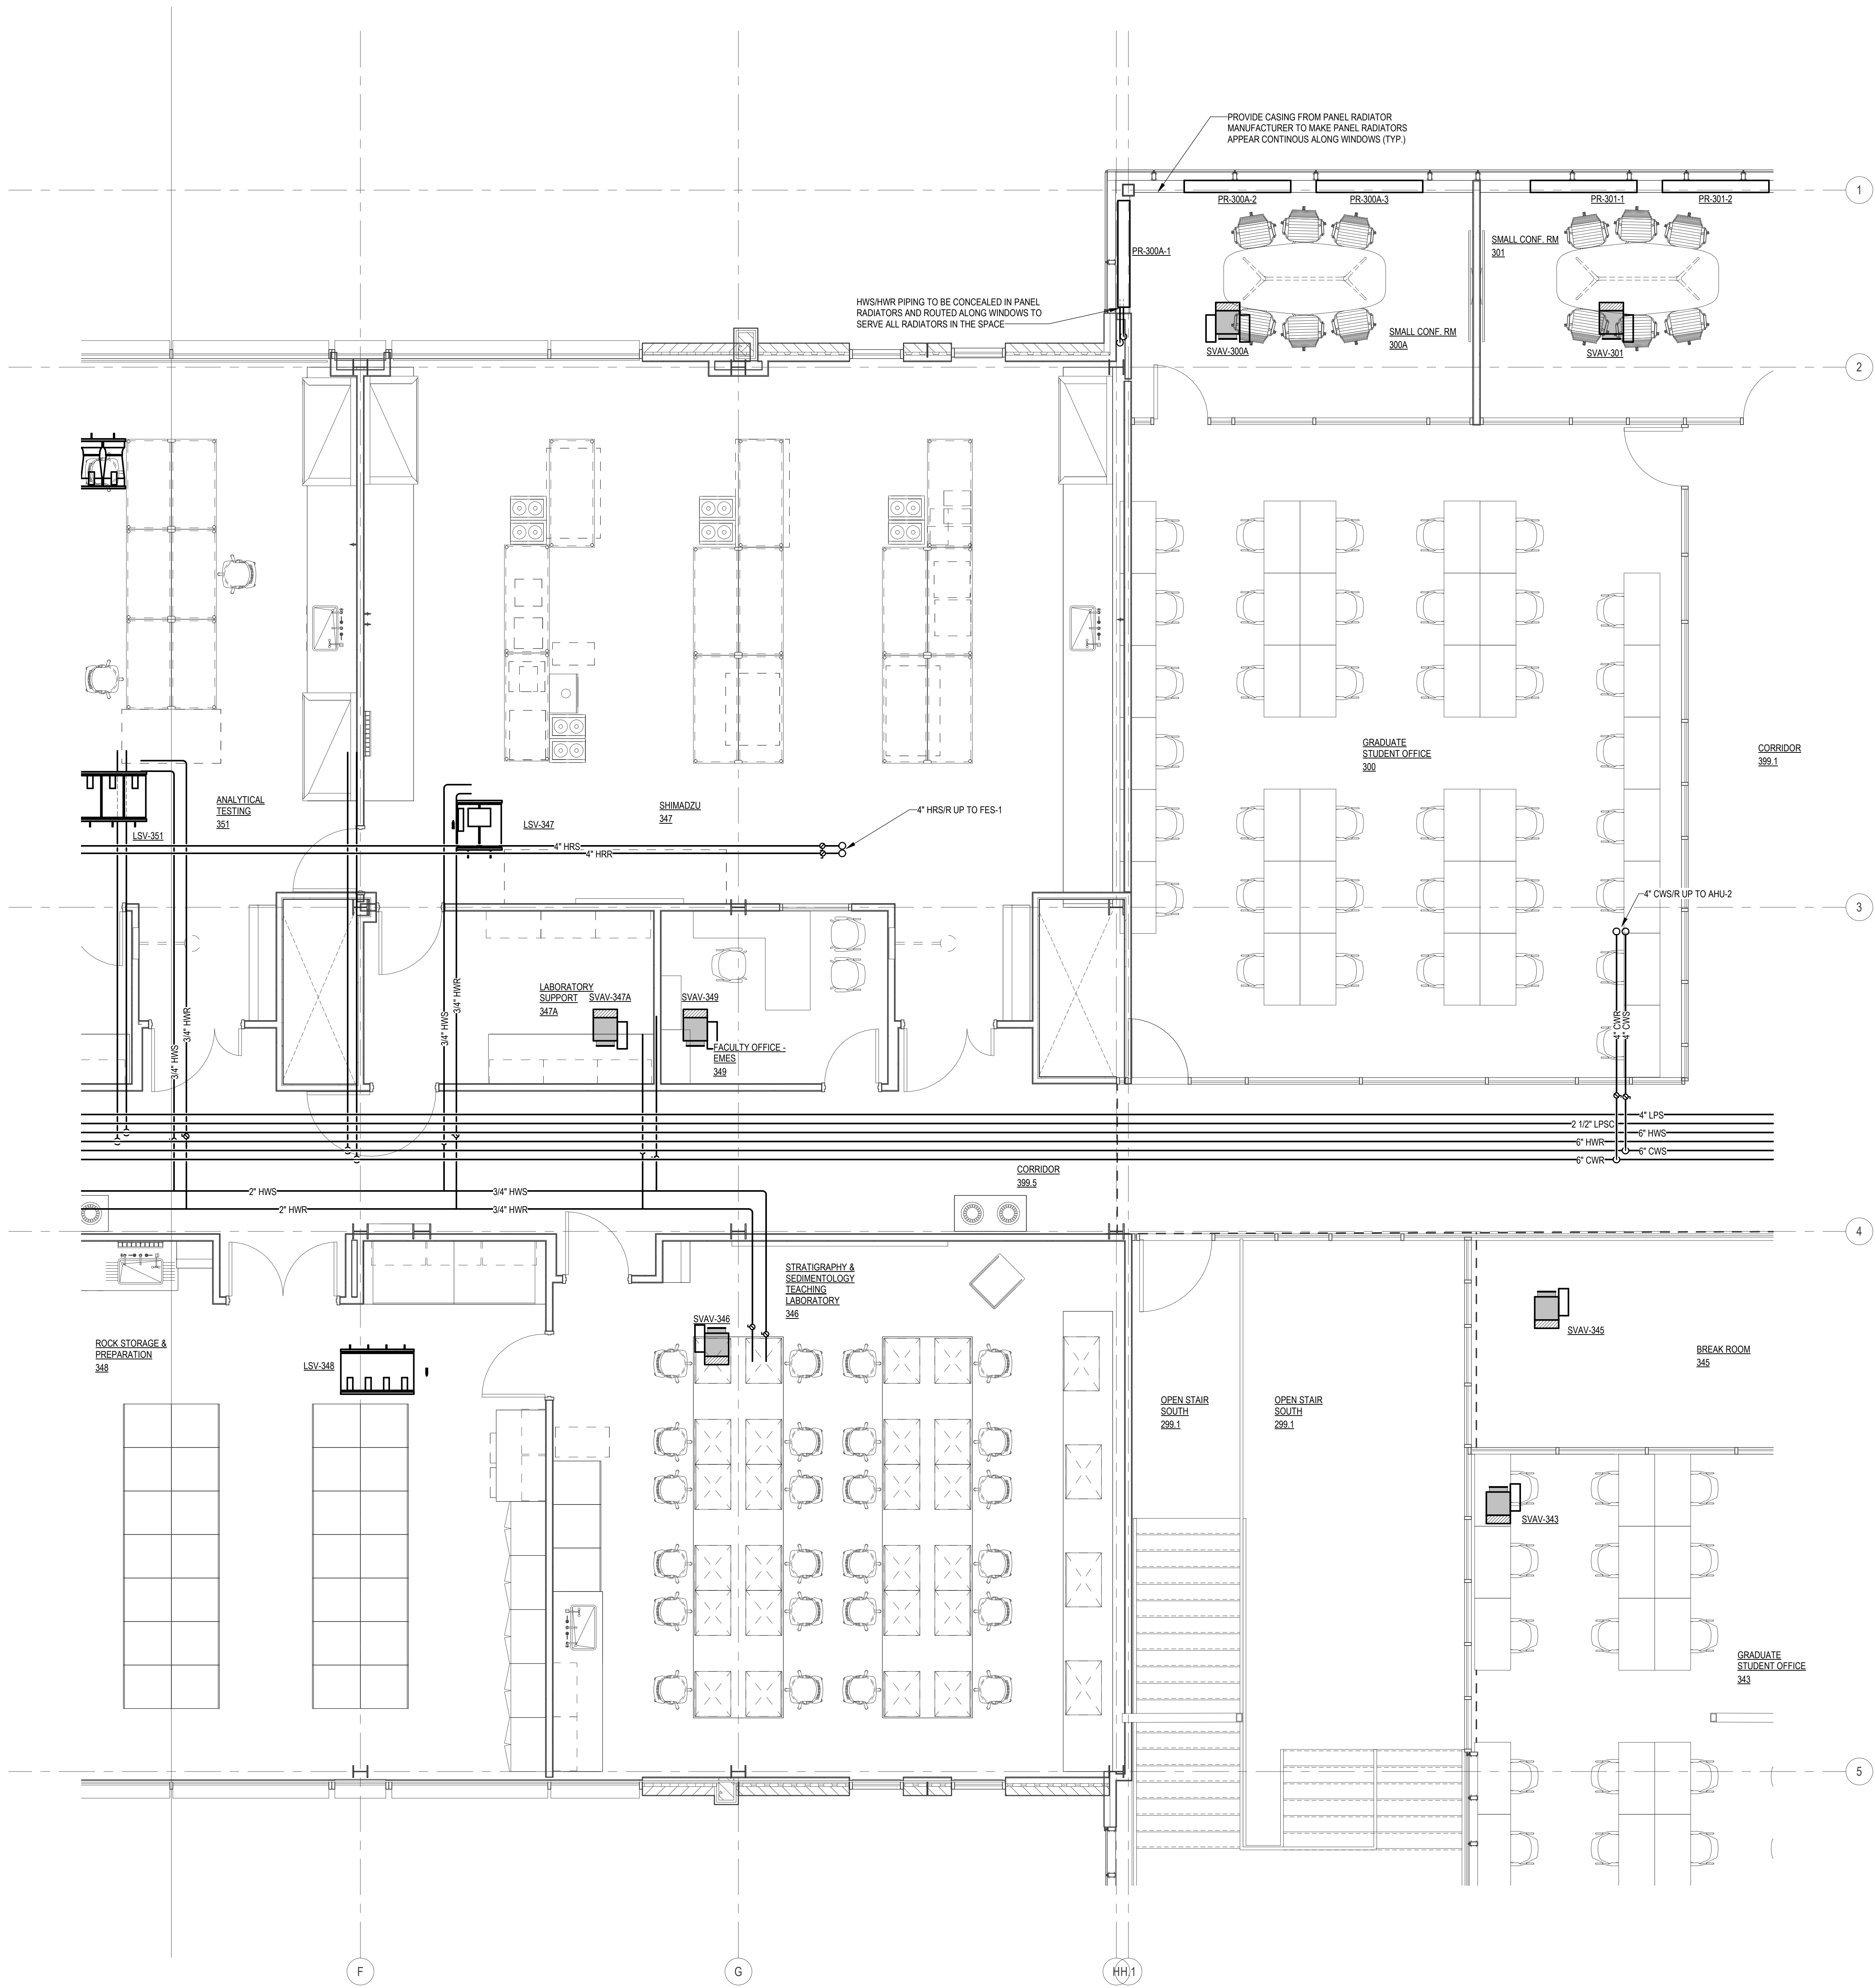 PROVIDE CASING FROM PANEL RADIATOR
MANUFACTURER TO MAKE PANEL RADIATORS
APPEAR CONTINOUS ALONG WINDOWS (TYP.)
1
PR-300A-2
PR-300A-3
PR-301-1
PR-301-2
PR-300A-1
SMALL CONF. RM
301
HWS/HWR PIPING TO BE CONCEALED IN PANEL
RADIATORS AND ROUTED ALONG WINDOWS TO
SERVE ALL RADIATORS IN THE SPACE
SMALL CONF. RM
300A
SVAV-300A
SVAV-301
2
GRADUATE
STUDENT OFFICE
300
CORRIDOR
399.1
ANALYTICAL
TESTING
351
LSV-351
LSV-347
SHIMADZU
347
4" HRS/R UP TO FES-1
4" HRS
4" HRR
4" CWS/R UP TO AHU-2
3
3/4" HWS
3/4" HWR
3/4" HWS
3/4" HWR
LABORATORY
SUPPORT
347A
SVAV-347A
SVAV-349
FACULTY OFFICE -
EMES
349
4" CWR
4" CWS
4" LPS
2 1/2" LPSC
6" HWS
6" HWR
6" CWS
6" CWR
CORRIDOR
399.5
2" HWS
3/4" HWS
2" HWR
3/4" HWR
4
STRATIGRAPHY &
SEDIMENTOLOGY
TEACHING
LABORATORY
346
SVAV-346
ROCK STORAGE &
PREPARATION
348
LSV-348
SVAV-345
BREAK ROOM
345
OPEN STAIR
SOUTH
299.1
OPEN STAIR
SOUTH
299.1
SVAV-343
GRADUATE
STUDENT OFFICE
343
5
F
G
H
H.1